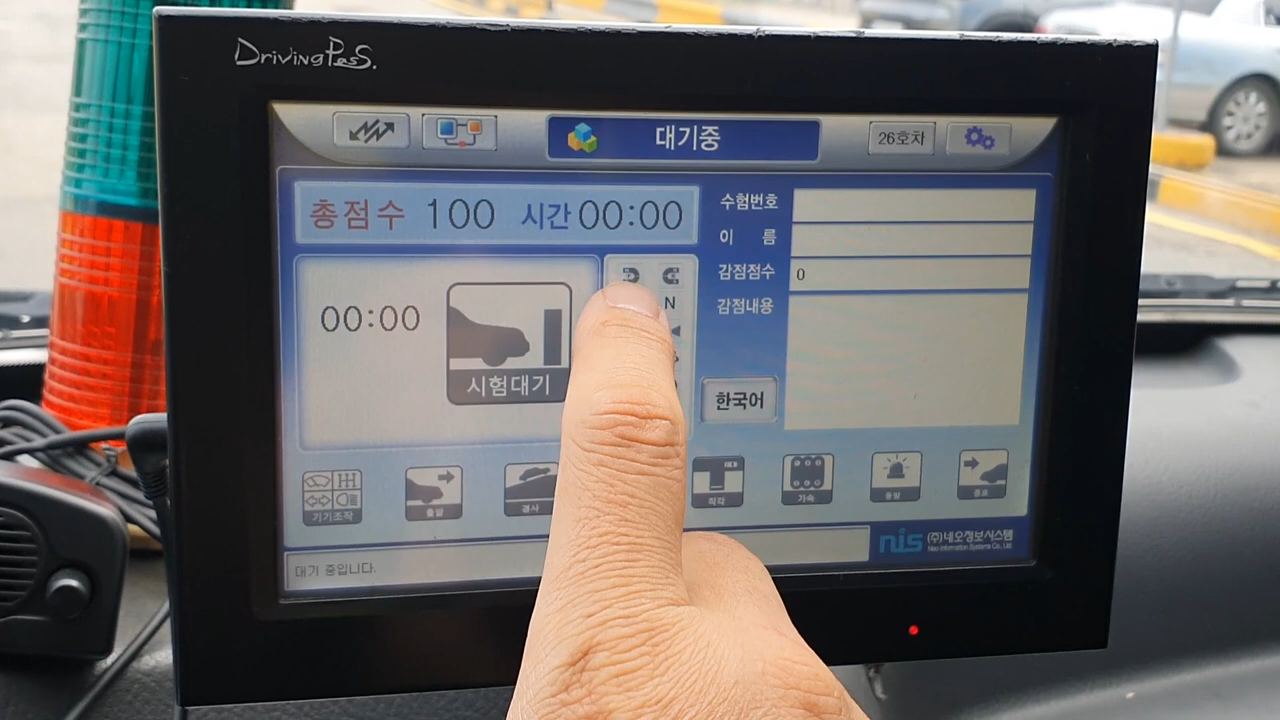 DrivingPass.
대기중
26호차
총점수 100 시간 00:00
수험번호
이 름
감점점수 0
감점내용
00:00
N
시험대기
한국어
기기조작
출발
경사
직각
가속
돌발
종료
대기 중입니다.
nis (주)네오정보시스템
Neo Information Systems Co., Ltd.